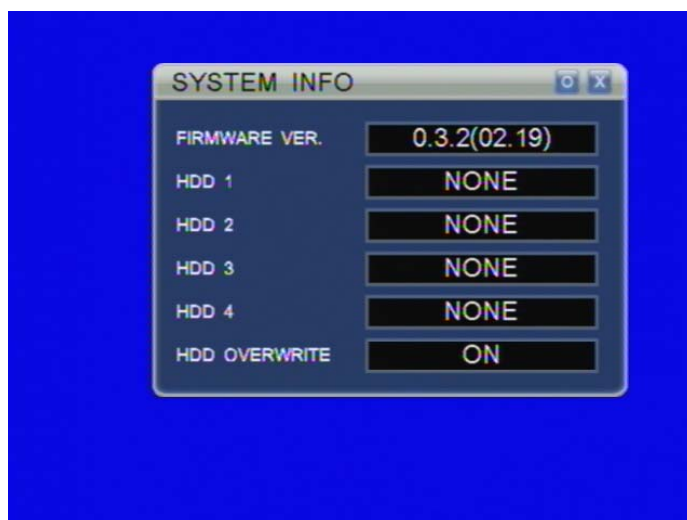 SYSTEM INFO O X
FIRMWARE VER. 0.3.2(02.19)
HDD 1 NONE
HDD 2 NONE
HDD 3 NONE
HDD 4 NONE
HDD OVERWRITE ON